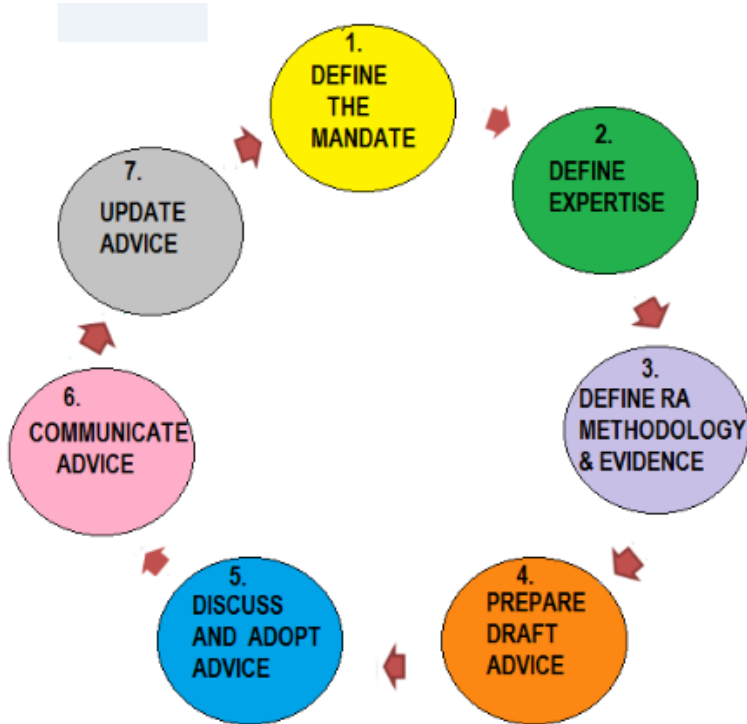 1.
DEFINE
THE
MANDATE
2.
DEFINE
EXPERTISE
3.
DEFINE RA
METHODOLOGY
& EVIDENCE
4.
PREPARE
DRAFT
ADVICE
5.
DISCUSS
AND ADOPT
ADVICE
6.
COMMUNICATE
ADVICE
7.
UPDATE
ADVICE